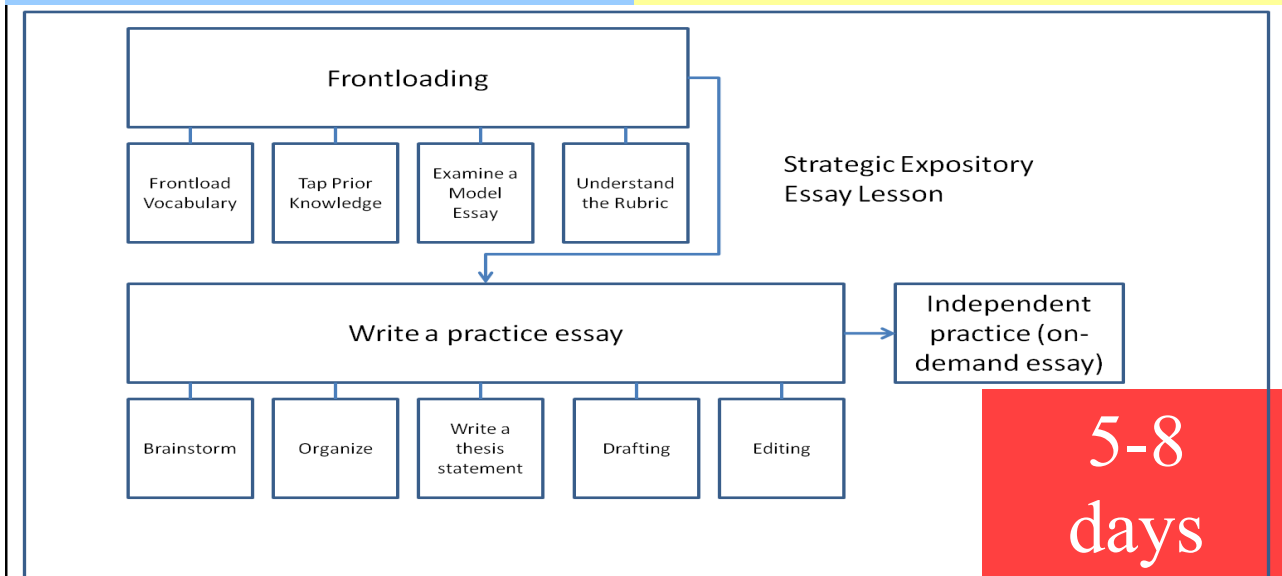 Frontloading
Frontload
Vocabulary
Tap Prior
Knowledge
Examine a
Model
Essay
Understand
the Rubric
Strategic Expository
Essay Lesson
Write a practice essay
Independent
practice (on-
demand essay)
Brainstorm
Organize
Write a
thesis
statement
Drafting
Editing
5-8
days